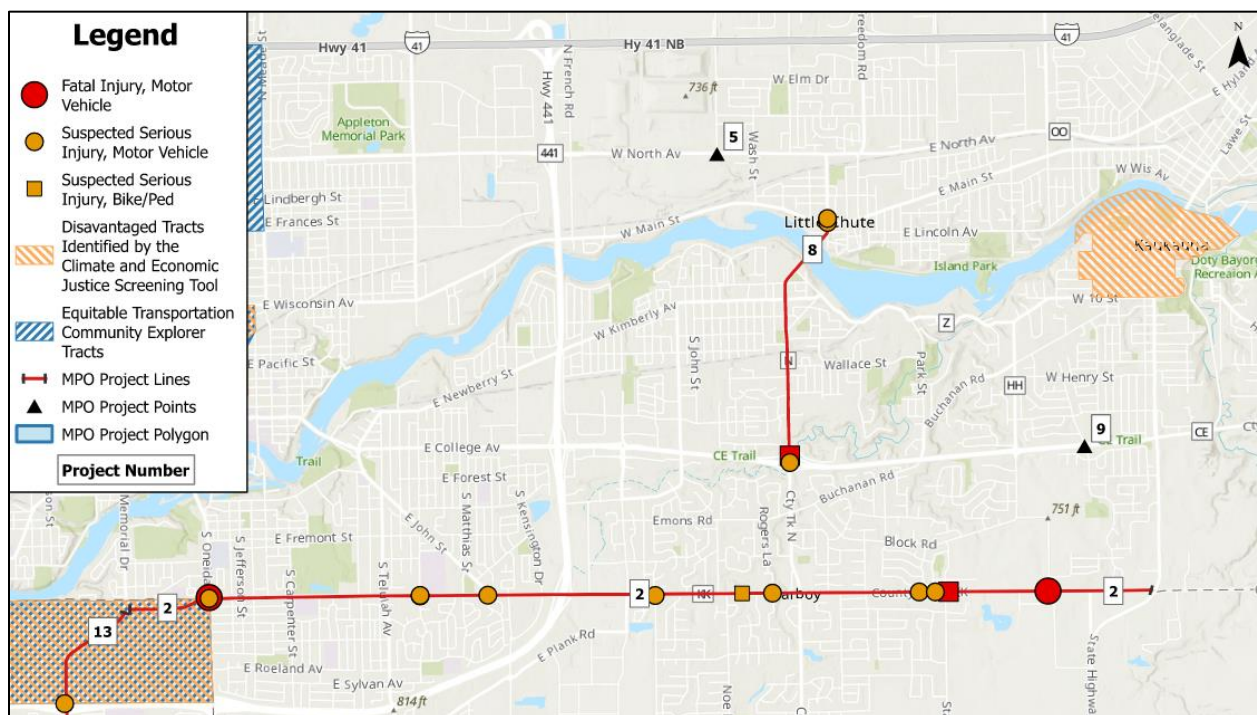 Legend
Fatal Injury, Motor
Vehicle
Suspected Serious
Injury, Motor Vehicle
Suspected Serious
Injury, Bike/Ped
Disavantaged Tracts
Identified by the
Climate and Economic
Justice Screening Tool
Equitable Transportation
Community Explorer
Tracts
MPO Project Lines
MPO Project Points
MPO Project Polygon
Project Number
Hwy 41
41
Hwy 441
N French Rd
Hy 41 NB
41
N
W Elm Dr
736 ft
E Hyland
Appleton
Memorial Park
441
W North Av
5
Wash St
E North Av
OO
Lawe St
W Wis Av
E Main St
E Lindbergh St
E Frances St
W Main St
Little Chute
E Lincoln Av
8
Kaukauna
Island Park
Doty Bayor
Recreaion A
W 10 St
E Wisconsin Av
W Kimberly Av
Z
E Pacific St
E Newberry St
S John St
N
Wallace St
Park St
Buchanan Rd
HH
W Henry St
9
CE Trail
CE
E College Av
CE Trail
Trail
E Forest St
Buchanan Rd
Memorial Dr
S Oneida
S Jefferson St
E Fremont St
S Carpenter St
S Telulah Av
E John St
S Matthias St
S Kensington Dr
Emons Rd
Rogers La
Cty Tk N
Block Rd
751 ft
2
13
2
KK
arboy
Count
K
2
E Roeland Av
E Sylvan Av
814 ft
E Plank Rd
Noe
State Highway